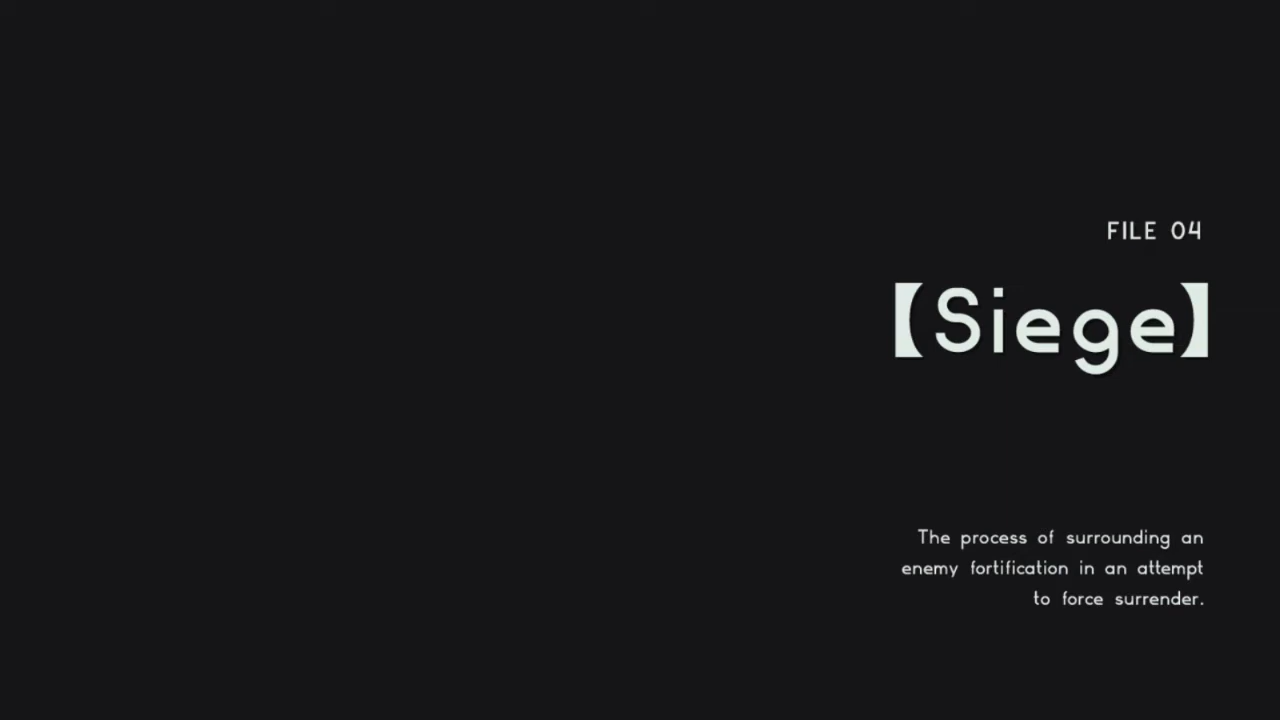 FILE 04
【Siege】
The process of surrounding an
enemy fortification in an attempt
to force surrender.